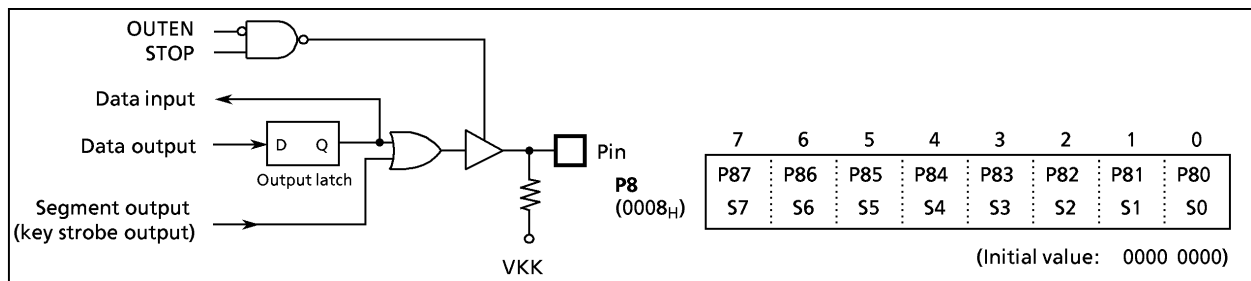 OUTEN
STOP
Data input
Data output
D Q
Output latch
Segment output
(key strobe output)
Pin
VKK
P8
(0008H)
7 6 5 4 3 2 1 0
P87 P86 P85 P84 P83 P82 P81 P80
S7 S6 S5 S4 S3 S2 S1 S0
(Initial value: 0000 0000)